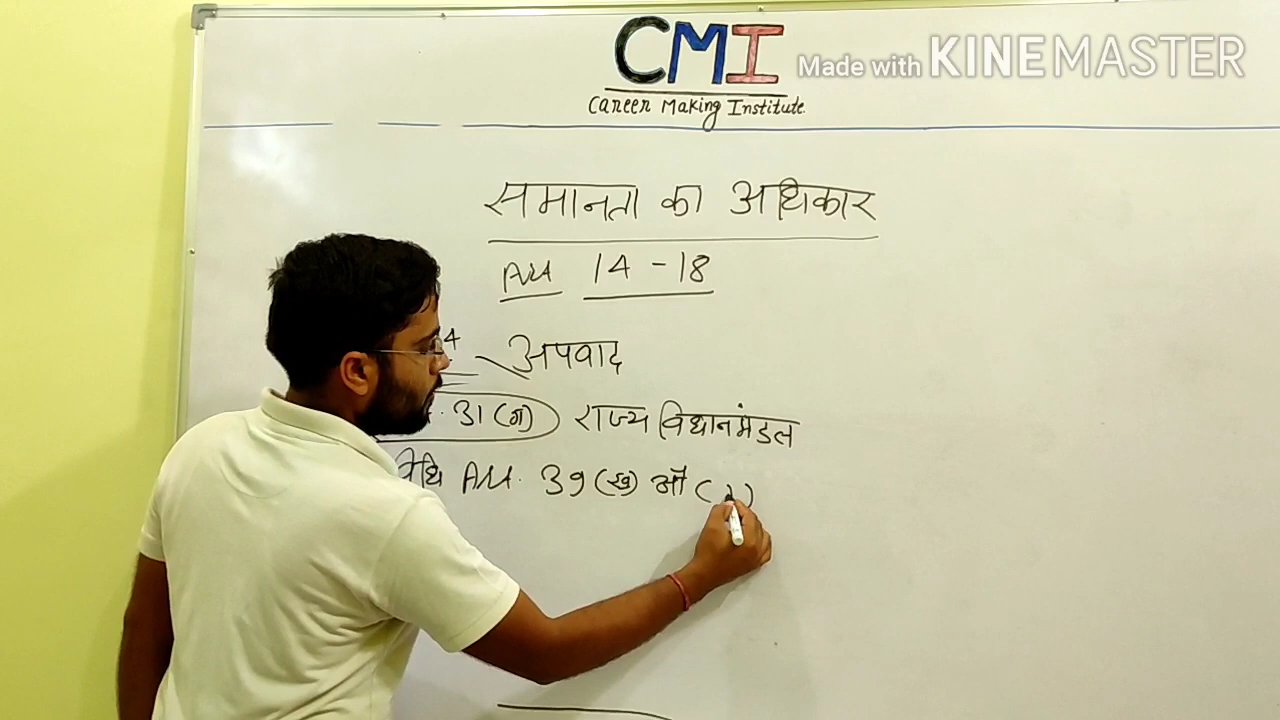 CMI
Made with KINEMASTER
Career Making Institute
समानता का अधिकार
Art 14 - 18
4 अपवाद
31 (ग) राज्य विधानमंडल
विधि Art. 39 (ख) औ (